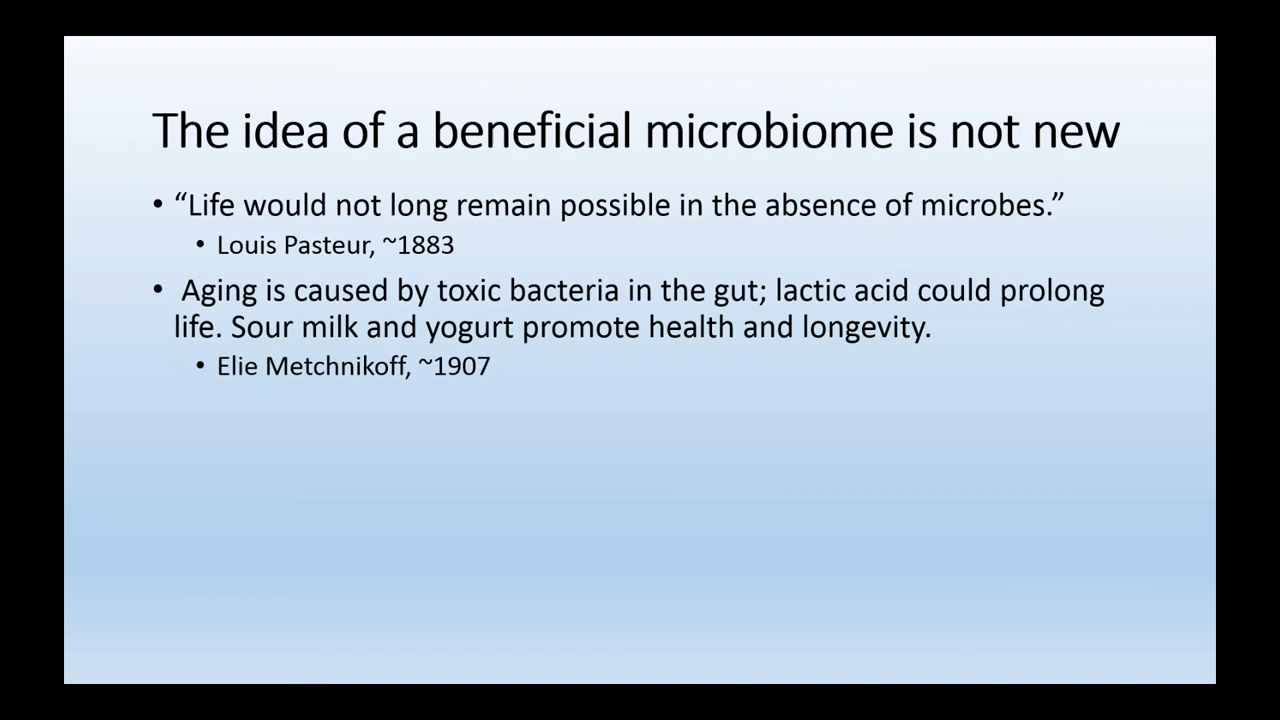 The idea of a beneficial microbiome is not new
• “Life would not long remain possible in the absence of microbes.”
• Louis Pasteur, ~1883
• Aging is caused by toxic bacteria in the gut; lactic acid could prolong
life. Sour milk and yogurt promote health and longevity.
• Elie Metchnikoff, ~1907